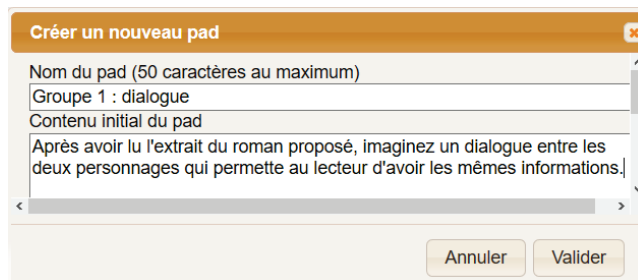 Créer un nouveau pad
Nom du pad (50 caractères au maximum)
Groupe 1 : dialogue
Contenu initial du pad
Après avoir lu l'extrait du roman proposé, imaginez un dialogue entre les
deux personnages qui permette au lecteur d'avoir les mêmes informations.
Annuler Valider